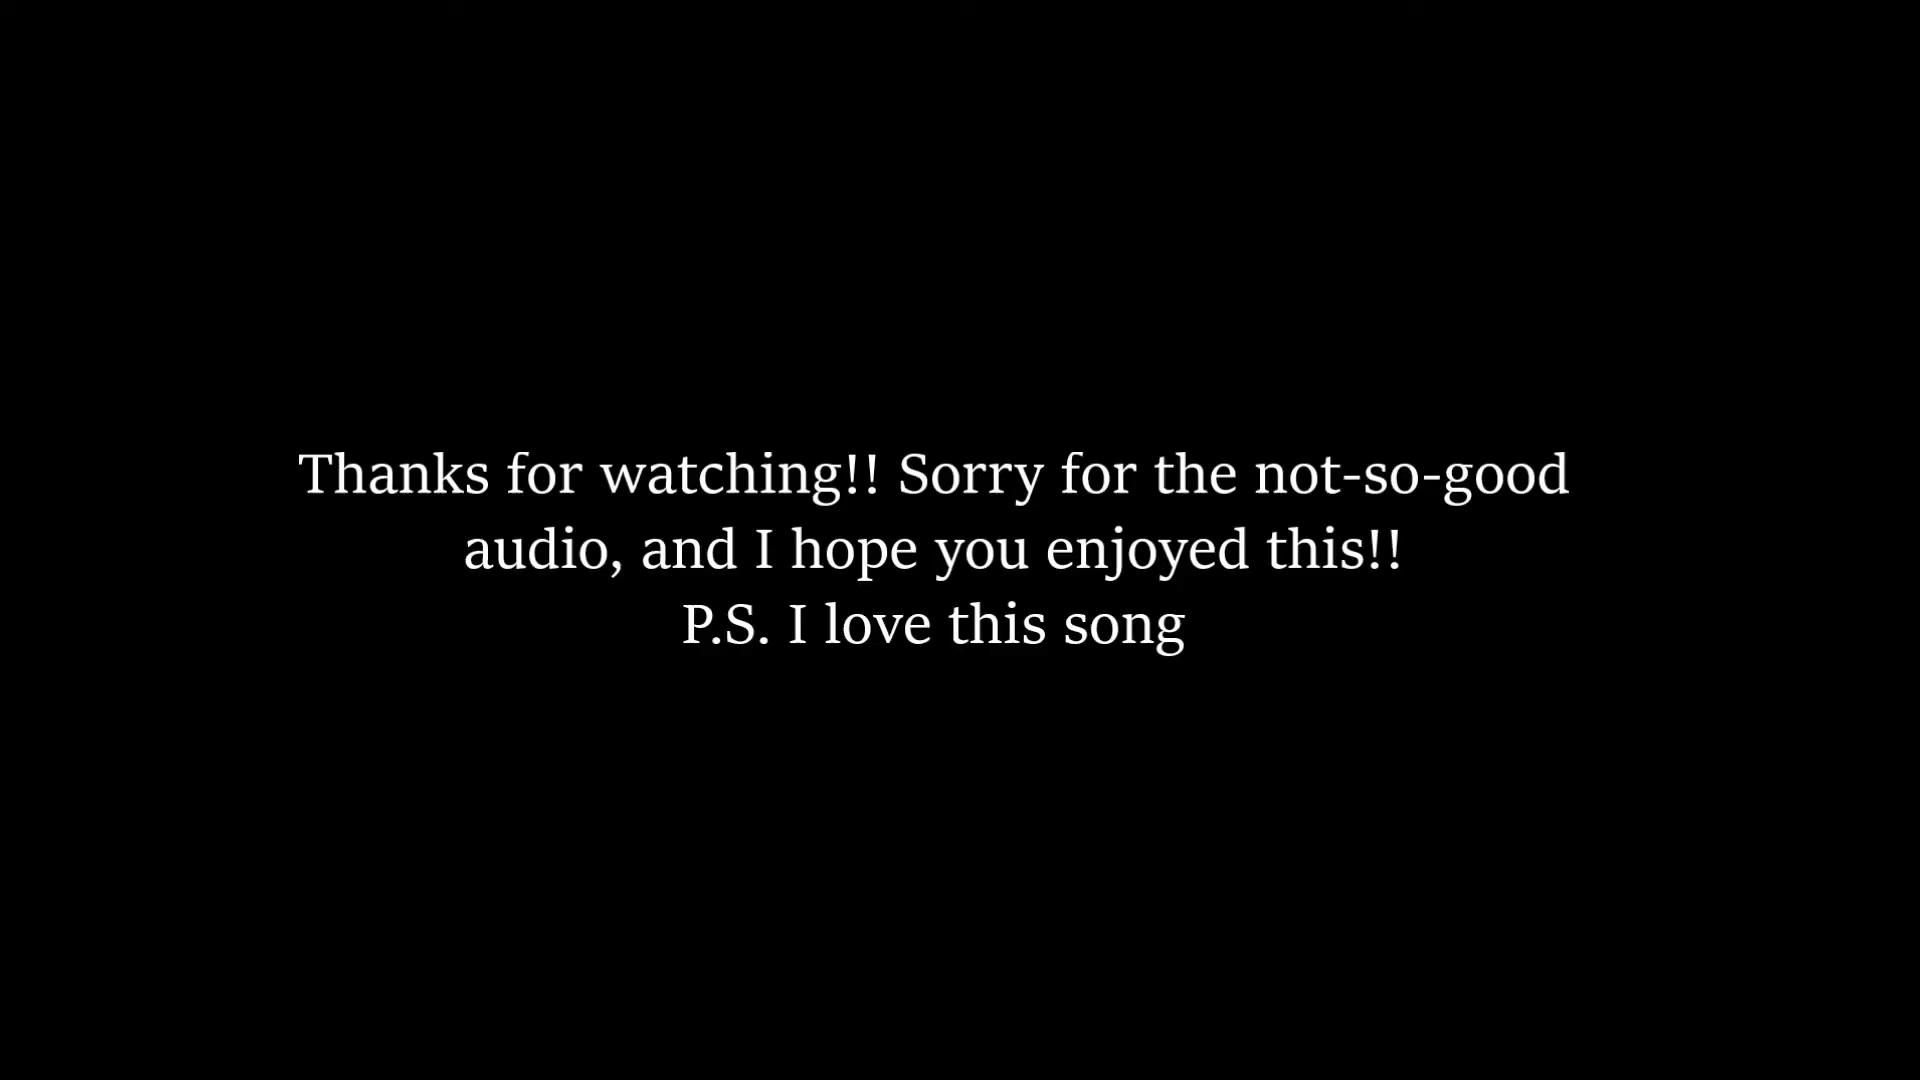 Thanks for watching!! Sorry for the not-so-good
audio, and I hope you enjoyed this!!
P.S. I love this song